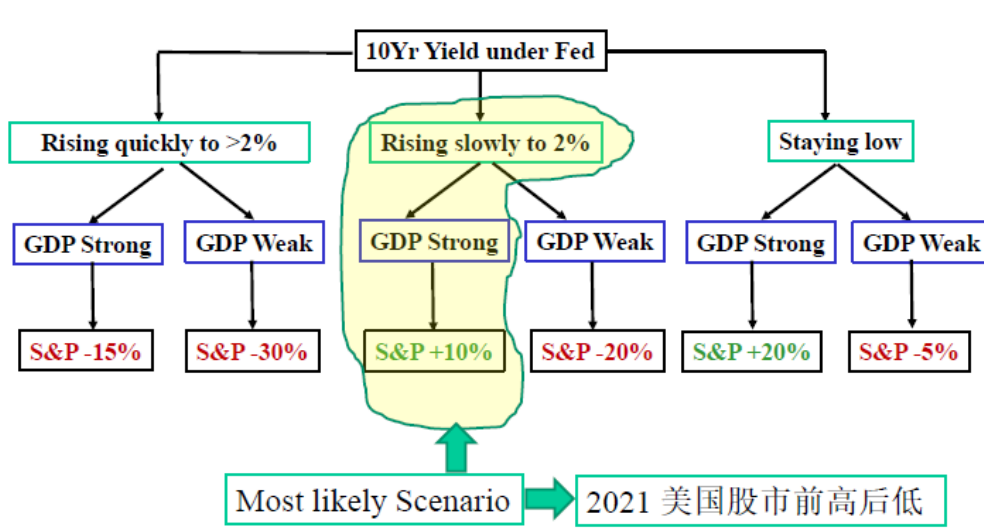 10Yr Yield under Fed
Rising quickly to >2%
Rising slowly to 2%
Staying low
GDP Strong
GDP Weak
GDP Strong
GDP Weak
GDP Strong
GDP Weak
S&P -15%
S&P -30%
S&P +10%
S&P -20%
S&P +20%
S&P -5%
Most likely Scenario
2021 美国股市前高后低